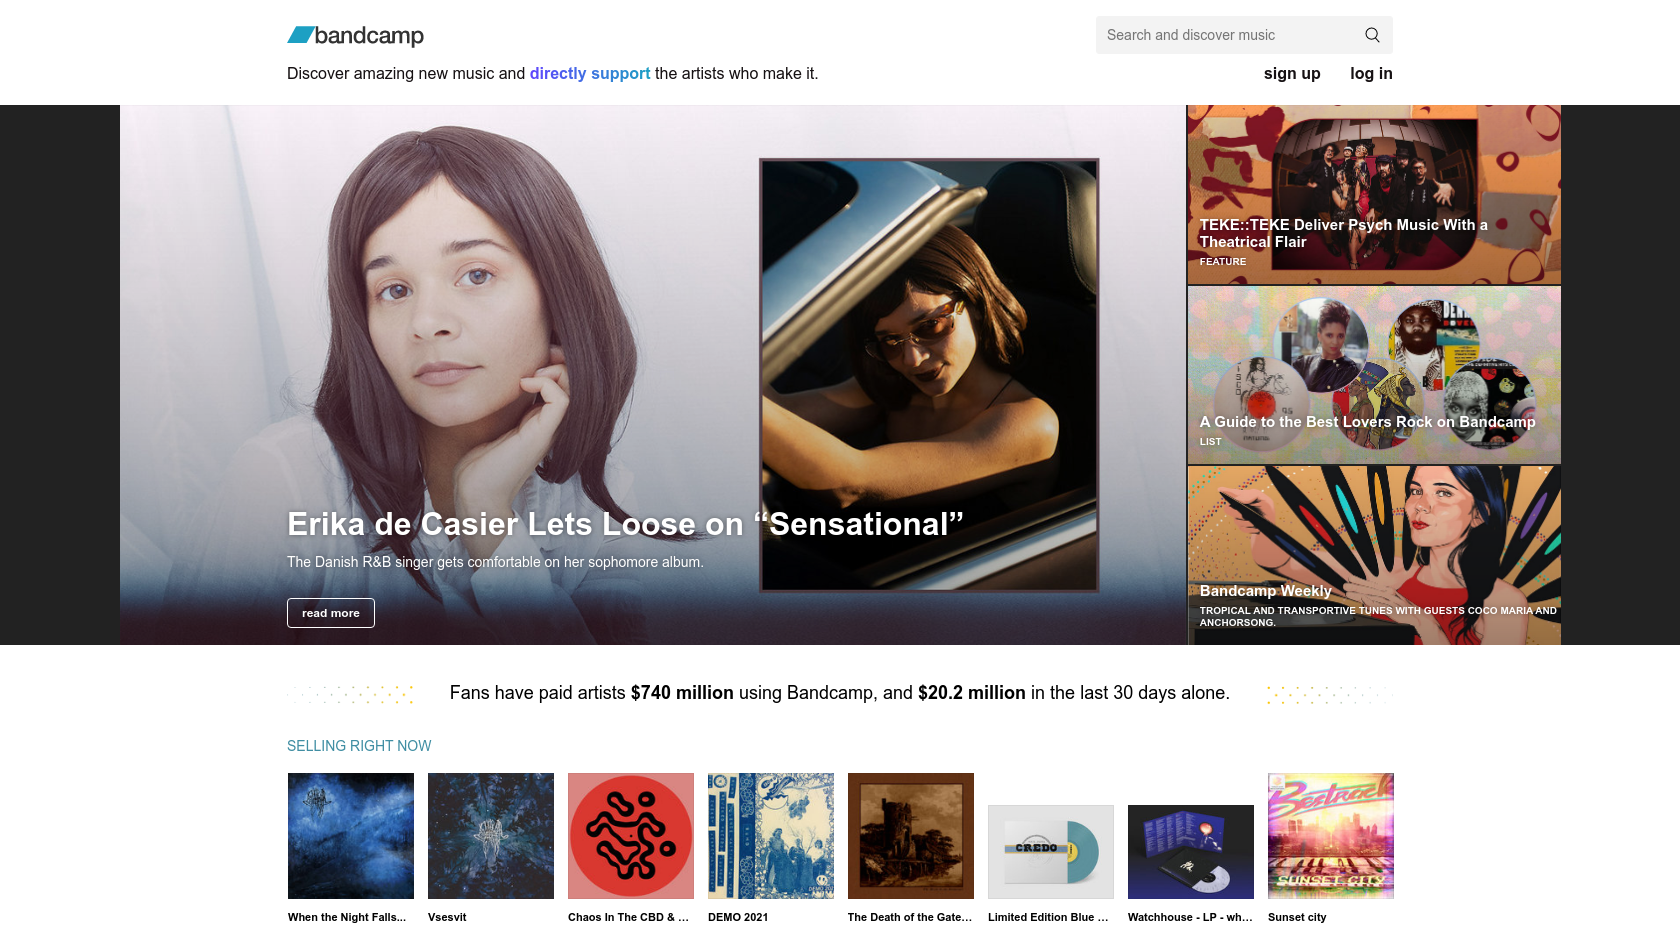 bandcamp
Search and discover music
Discover amazing new music and directly support the artists who make it.
sign up
log in
TEKE::TEKE Deliver Psych Music With a
Theatrical Flair
FEATURE
A Guide to the Best Lovers Rock on Bandcamp
LIST
Erika de Casier Lets Loose on “Sensational”
The Danish R&B singer gets comfortable on her sophomore album.
read more
Bandcamp Weekly
TROPICAL AND TRANSPORTIVE TUNES WITH GUESTS COCO MARIA AND
ANCHORSONG.
Fans have paid artists $740 million using Bandcamp, and $20.2 million in the last 30 days alone.
SELLING RIGHT NOW
CREDO
Bestrack
SUNSET CITY
When the Night Falls...
Vsesvit
Chaos In The CBD & ...
DEMO 2021
The Death of the Gate...
Limited Edition Blue ...
Watchhouse - LP - wh...
Sunset city